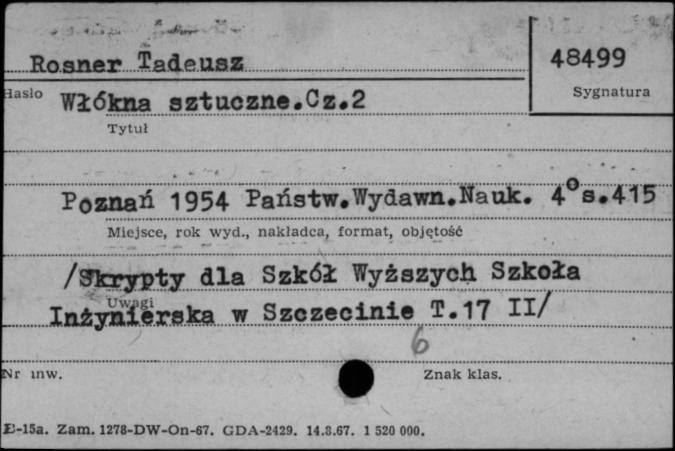 Rosner Tadeusz
48499
Hasło
Sygnatura
Włókna sztuczne.Cz.2
Tytuł
Poznań 1954 Państw.Wydawn.Nauk. 4°s.415
Miejsce, rok wyd., nakładca, format, objętość
/Skrypty dla Szkół Wyższych Szkoła
Uwagi
Inżynierska w Szczecinie T.17 II/
6
Nr inw.
Znak klas.
E-15a. Zam. 1278-DW-On-67. GDA-2429. 14.8.67. 1 520 000.